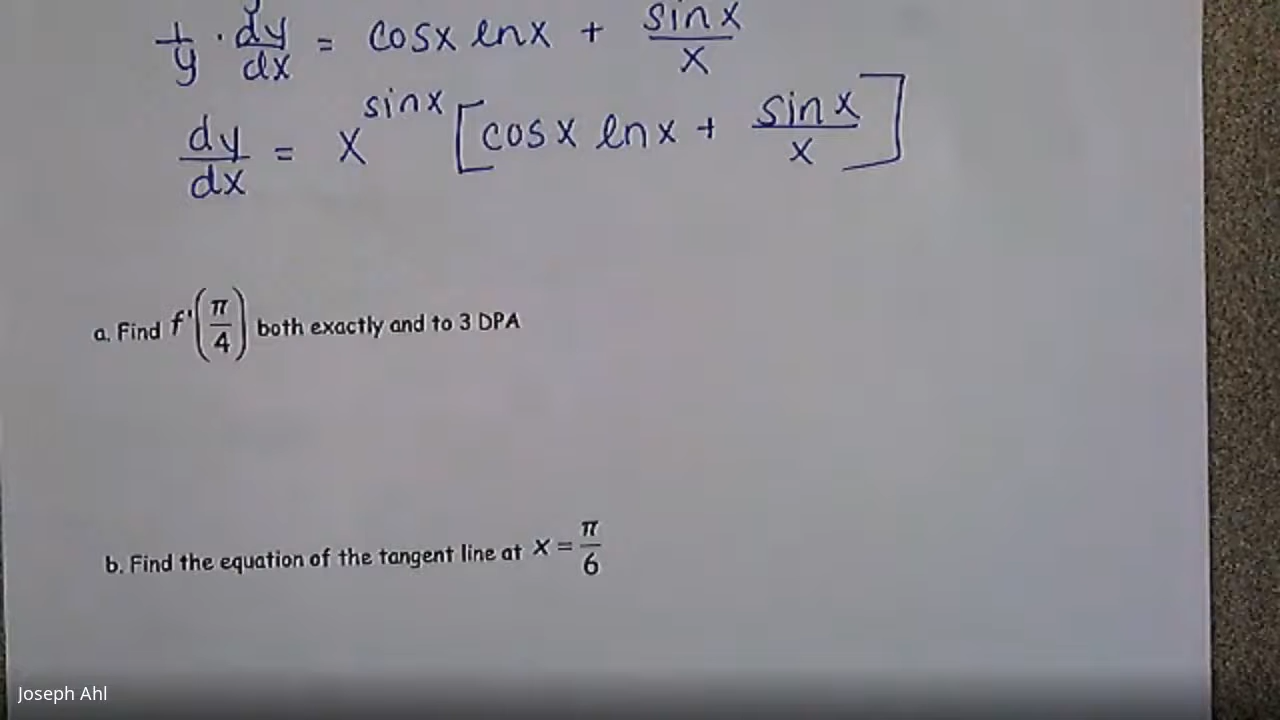 1/y · dy/dx = cosx lnx + sinx/x
dy/dx = x^sinx [cosx lnx + sinx/x]
a. Find f'(π/4) both exactly and to 3 DPA
b. Find the equation of the tangent line at x = π/6
Joseph Ahl